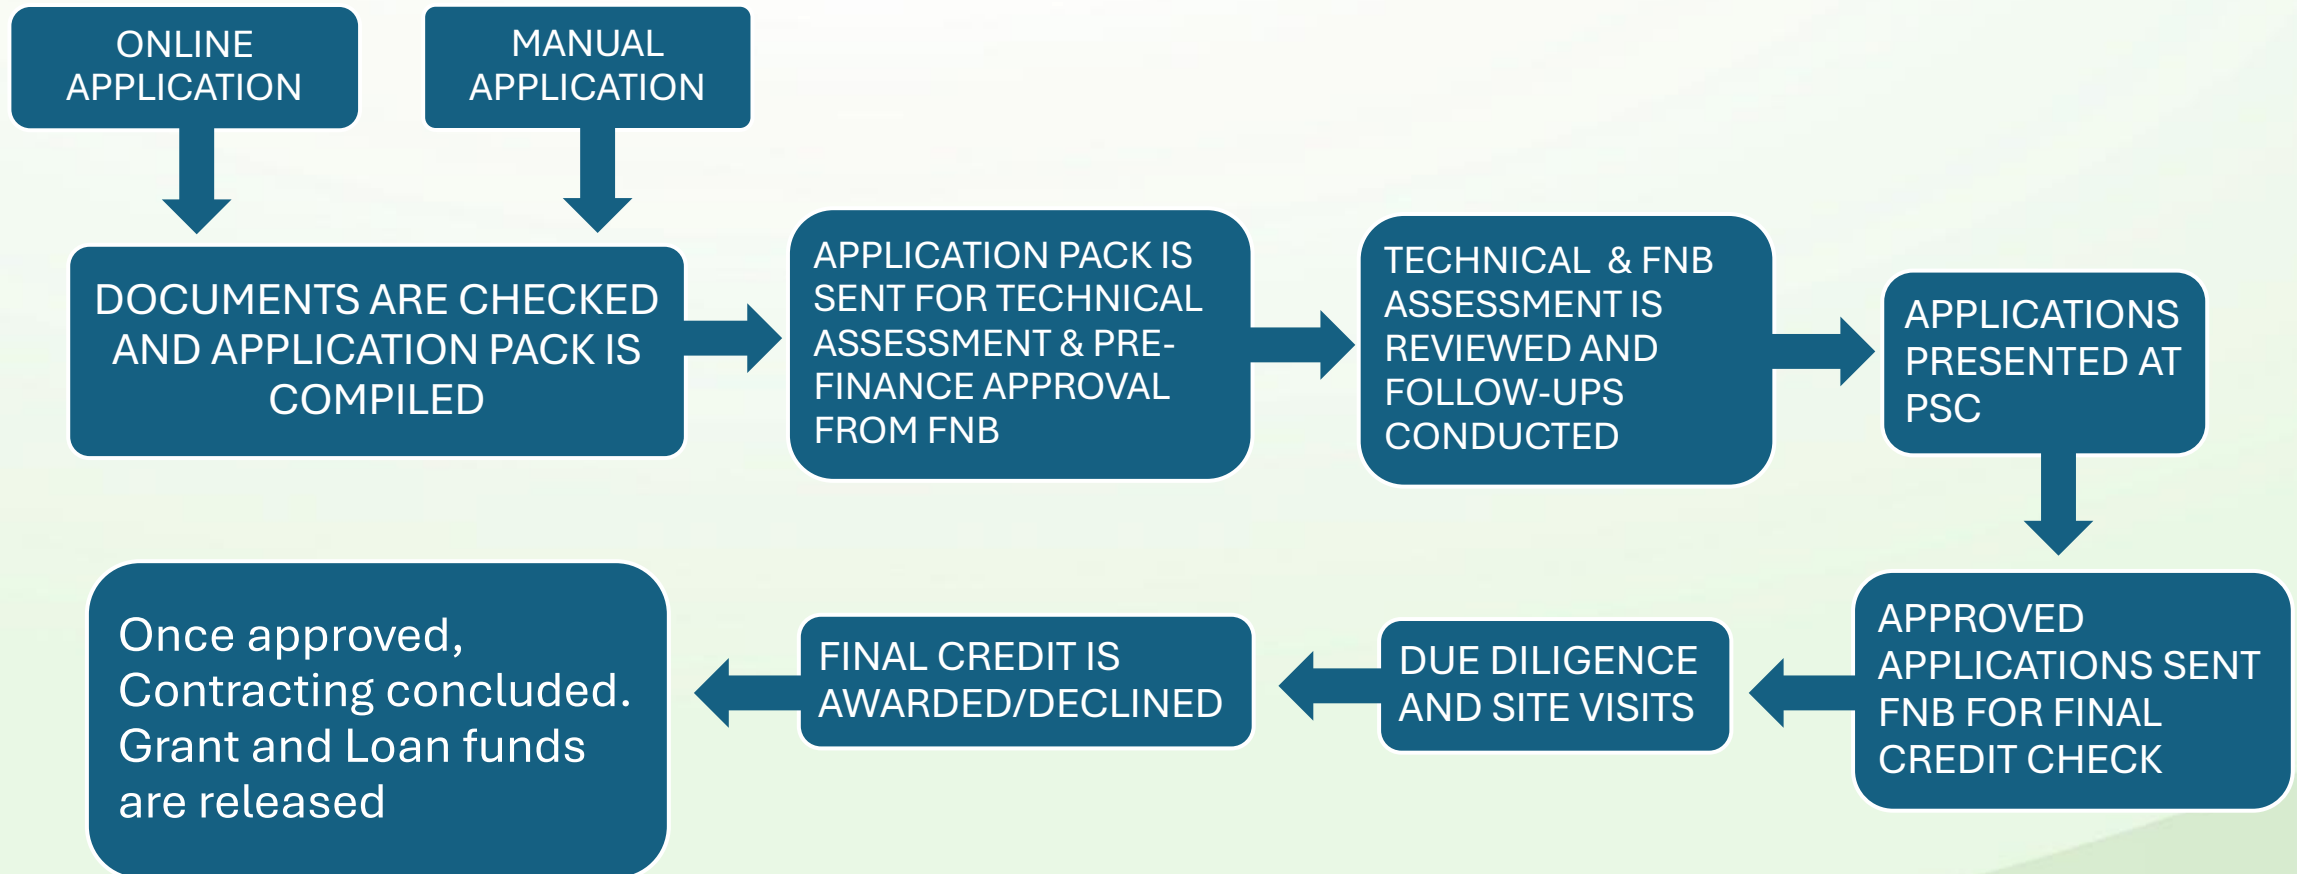 ONLINE
APPLICATION
MANUAL
APPLICATION
DOCUMENTS ARE CHECKED
AND APPLICATION PACK IS
COMPILED
APPLICATION PACK IS
SENT FOR TECHNICAL
ASSESSMENT & PRE-
FINANCE APPROVAL
FROM FNB
TECHNICAL & FNB
ASSESSMENT IS
REVIEWED AND
FOLLOW-UPS
CONDUCTED
APPLICATIONS
PRESENTED AT
PSC
APPROVED
APPLICATIONS SENT
FNB FOR FINAL
CREDIT CHECK
DUE DILIGENCE
AND SITE VISITS
FINAL CREDIT IS
AWARDED/DECLINED
Once approved,
Contracting concluded.
Grant and Loan funds
are released